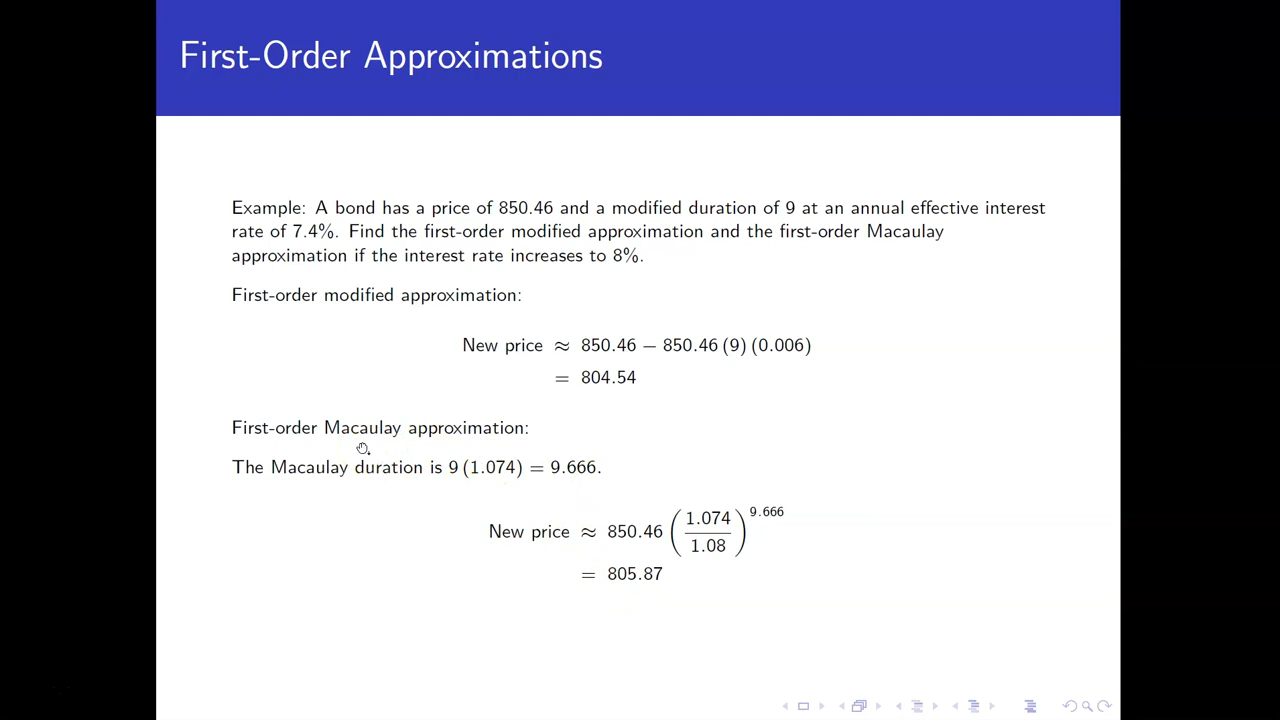 First-Order Approximations
Example: A bond has a price of 850.46 and a modified duration of 9 at an annual effective interest
rate of 7.4%. Find the first-order modified approximation and the first-order Macaulay
approximation if the interest rate increases to 8%.
First-order modified approximation:
New price ≈ 850.46 − 850.46 (9) (0.006)
= 804.54
First-order Macaulay approximation:
The Macaulay duration is 9 (1.074) = 9.666.
New price ≈ 850.46 (1.074/1.08)^9.666
= 805.87